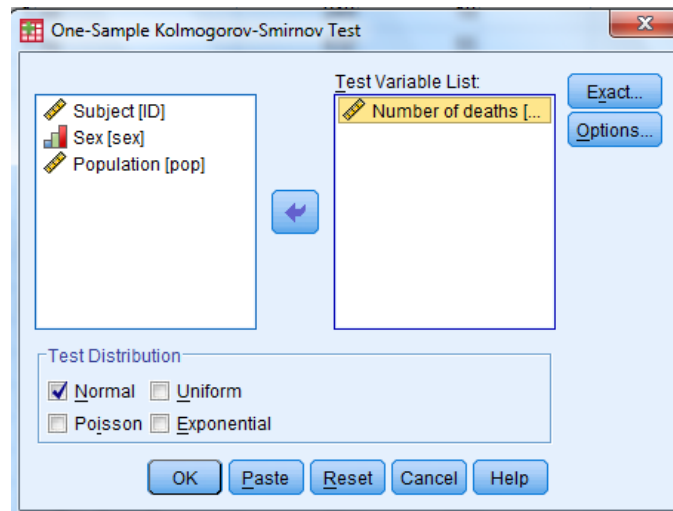 One-Sample Kolmogorov-Smirnov Test
Test Variable List:
Subject [ID]
Sex [sex]
Population [pop]
Number of deaths [...
Exact...
Options...
Test Distribution
Normal Uniform
Poisson Exponential
OK Paste Reset Cancel Help